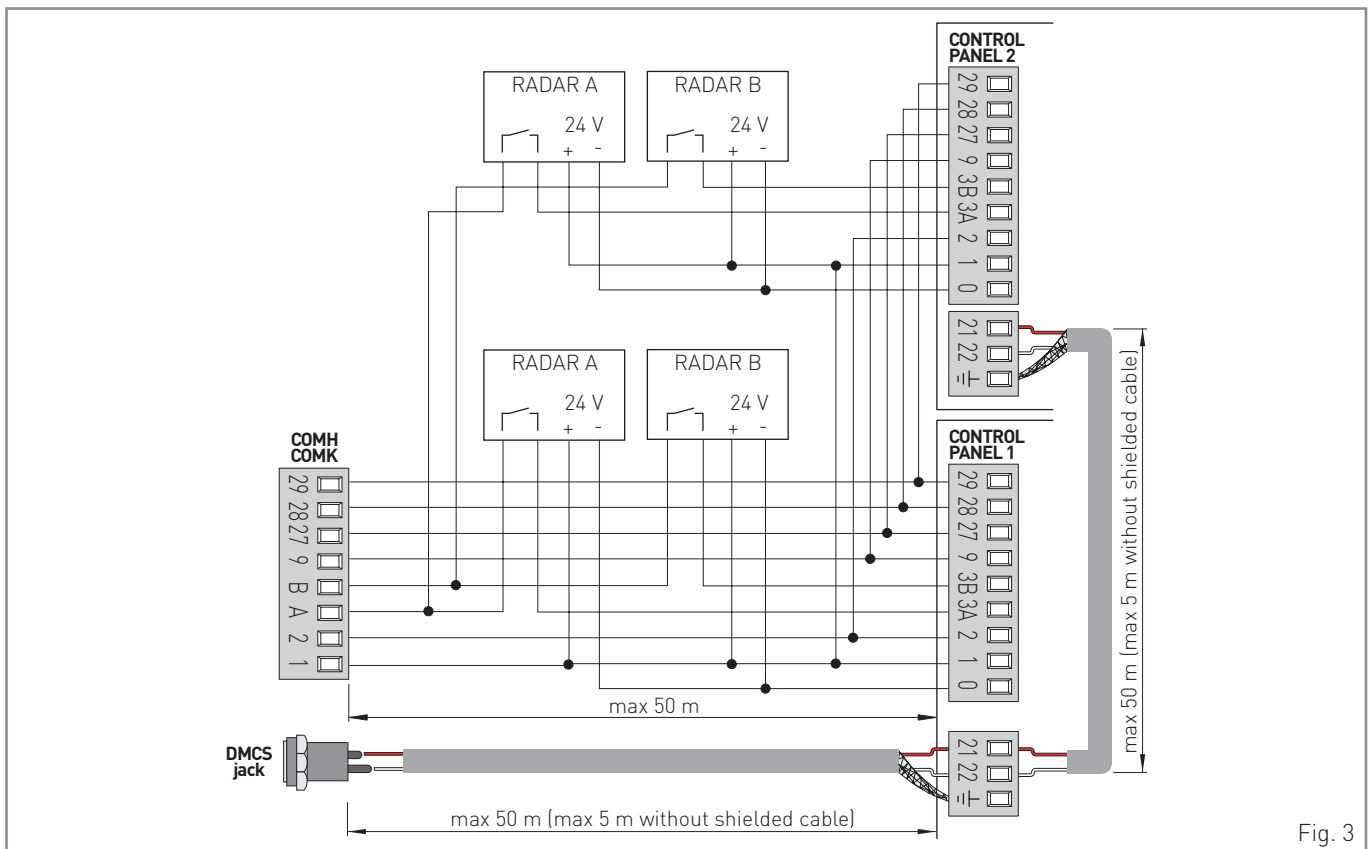 CONTROL
PANEL 2
29
28
27
9
3B
3A
2
1
0
21
22
RADAR A
24 V
+ -
RADAR B
24 V
+ -
RADAR A
24 V
+ -
RADAR B
24 V
+ -
COMH
COMK
29
28
27
9
B
A
2
1
CONTROL
PANEL 1
29
28
27
9
3B
3A
2
1
0
21
22
max 50 m
DMCS
jack
max 50 m (max 5 m without shielded cable)
max 50 m (max 5 m without shielded cable)
Fig. 3